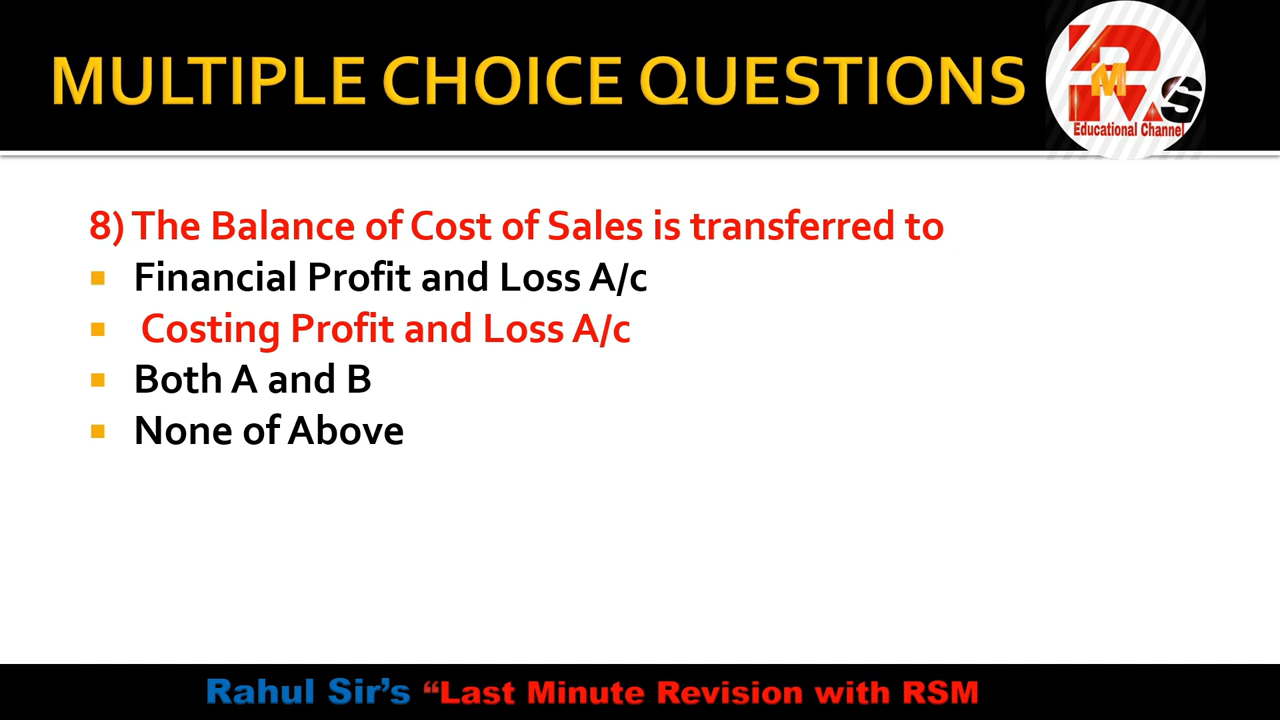 MULTIPLE CHOICE QUESTIONS
RMS
Educational Channel
8) The Balance of Cost of Sales is transferred to
Financial Profit and Loss A/c
Costing Profit and Loss A/c
Both A and B
None of Above
Rahul Sir's “Last Minute Revision with RSM